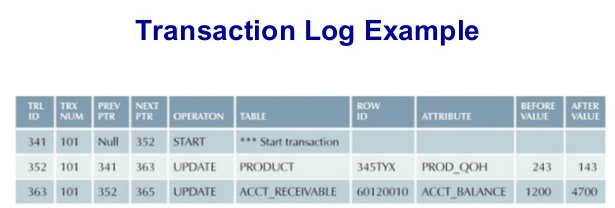 Transaction Log Example
TRL ID TRX NUM PREV PTR NEXT PTR OPERATON TABLE ROW ID ATTRIBUTE BEFORE VALUE AFTER VALUE
341 101 Null 352 START *** Start transaction
352 101 341 363 UPDATE PRODUCT 345TYX PROD_QOH 243 143
363 101 352 365 UPDATE ACCT_RECEIVABLE 60120010 ACCT_BALANCE 1200 4700